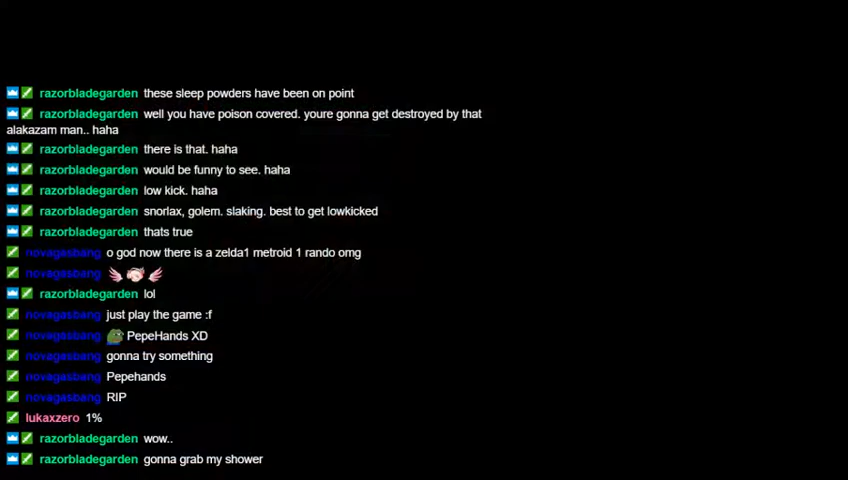 razorbladegarden these sleep powders have been on point
razorbladegarden well you have poison covered. youre gonna get destroyed by that
alakazam man.. haha
razorbladegarden there is that. haha
razorbladegarden would be funny to see. haha
razorbladegarden low kick. haha
razorbladegarden snorlax, golem. slaking. best to get lowkicked
razorbladegarden thats true
novagasbang o god now there is a zelda1 metroid 1 rando omg
novagasbang
razorbladegarden lol
novagasbang just play the game :f
novagasbang PepeHands XD
novagasbang gonna try something
novagasbang Pepehands
novagasbang RIP
lukaxzero 1%
razorbladegarden wow..
razorbladegarden gonna grab my shower